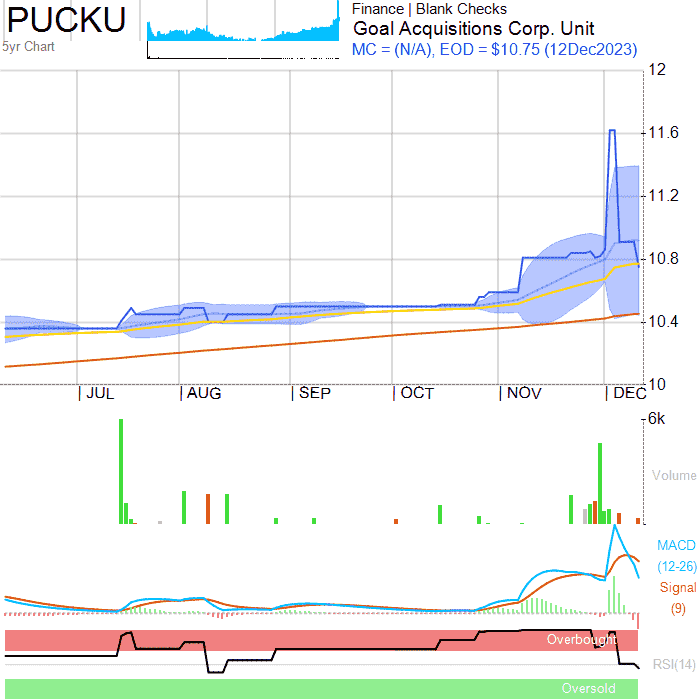 PUCKU
5yr Chart
Finance | Blank Checks
Goal Acquisitions Corp. Unit
MC = (N/A), EOD = $10.75 (12Dec2023)
12
11.6
11.2
10.8
10.4
10
| JUL | AUG | SEP | OCT | NOV | DEC
6k
Volume
MACD
(12-26)
Signal
(9)
Overbought
RSI(14)
Oversold